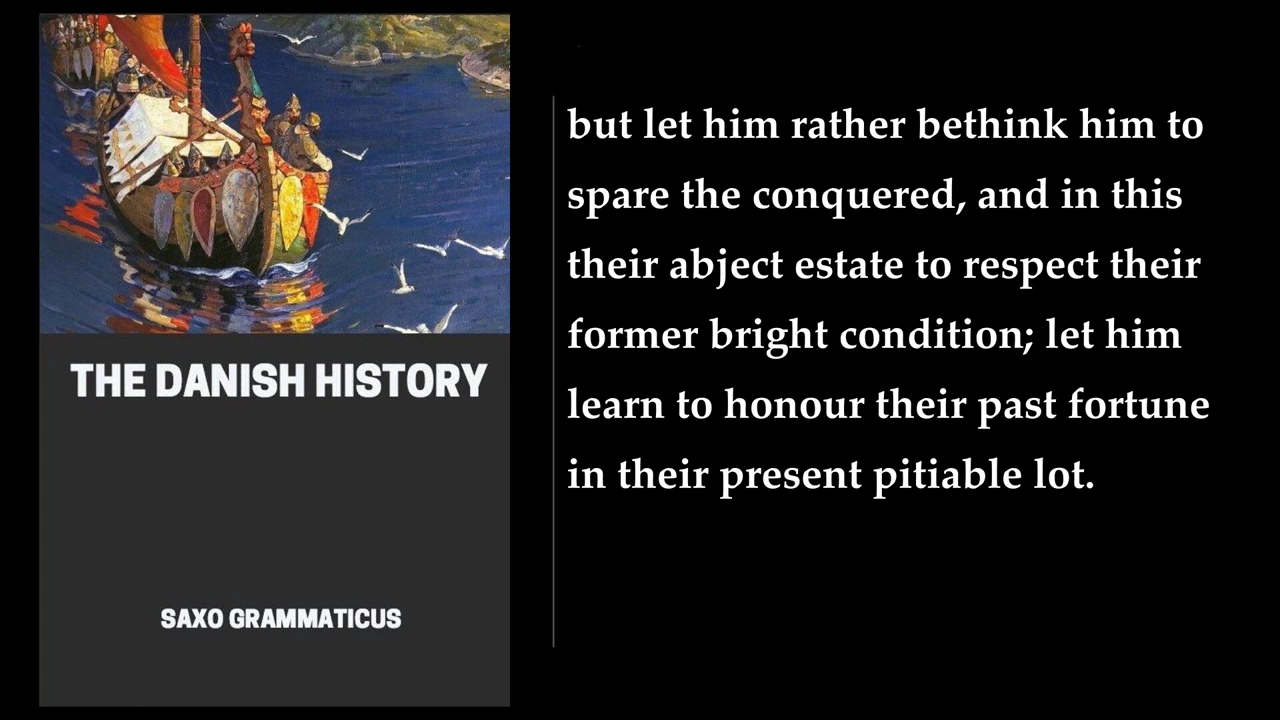 THE DANISH HISTORY
SAXO GRAMMATICUS
but let him rather bethink him to
spare the conquered, and in this
their abject estate to respect their
former bright condition; let him
learn to honour their past fortune
in their present pitiable lot.